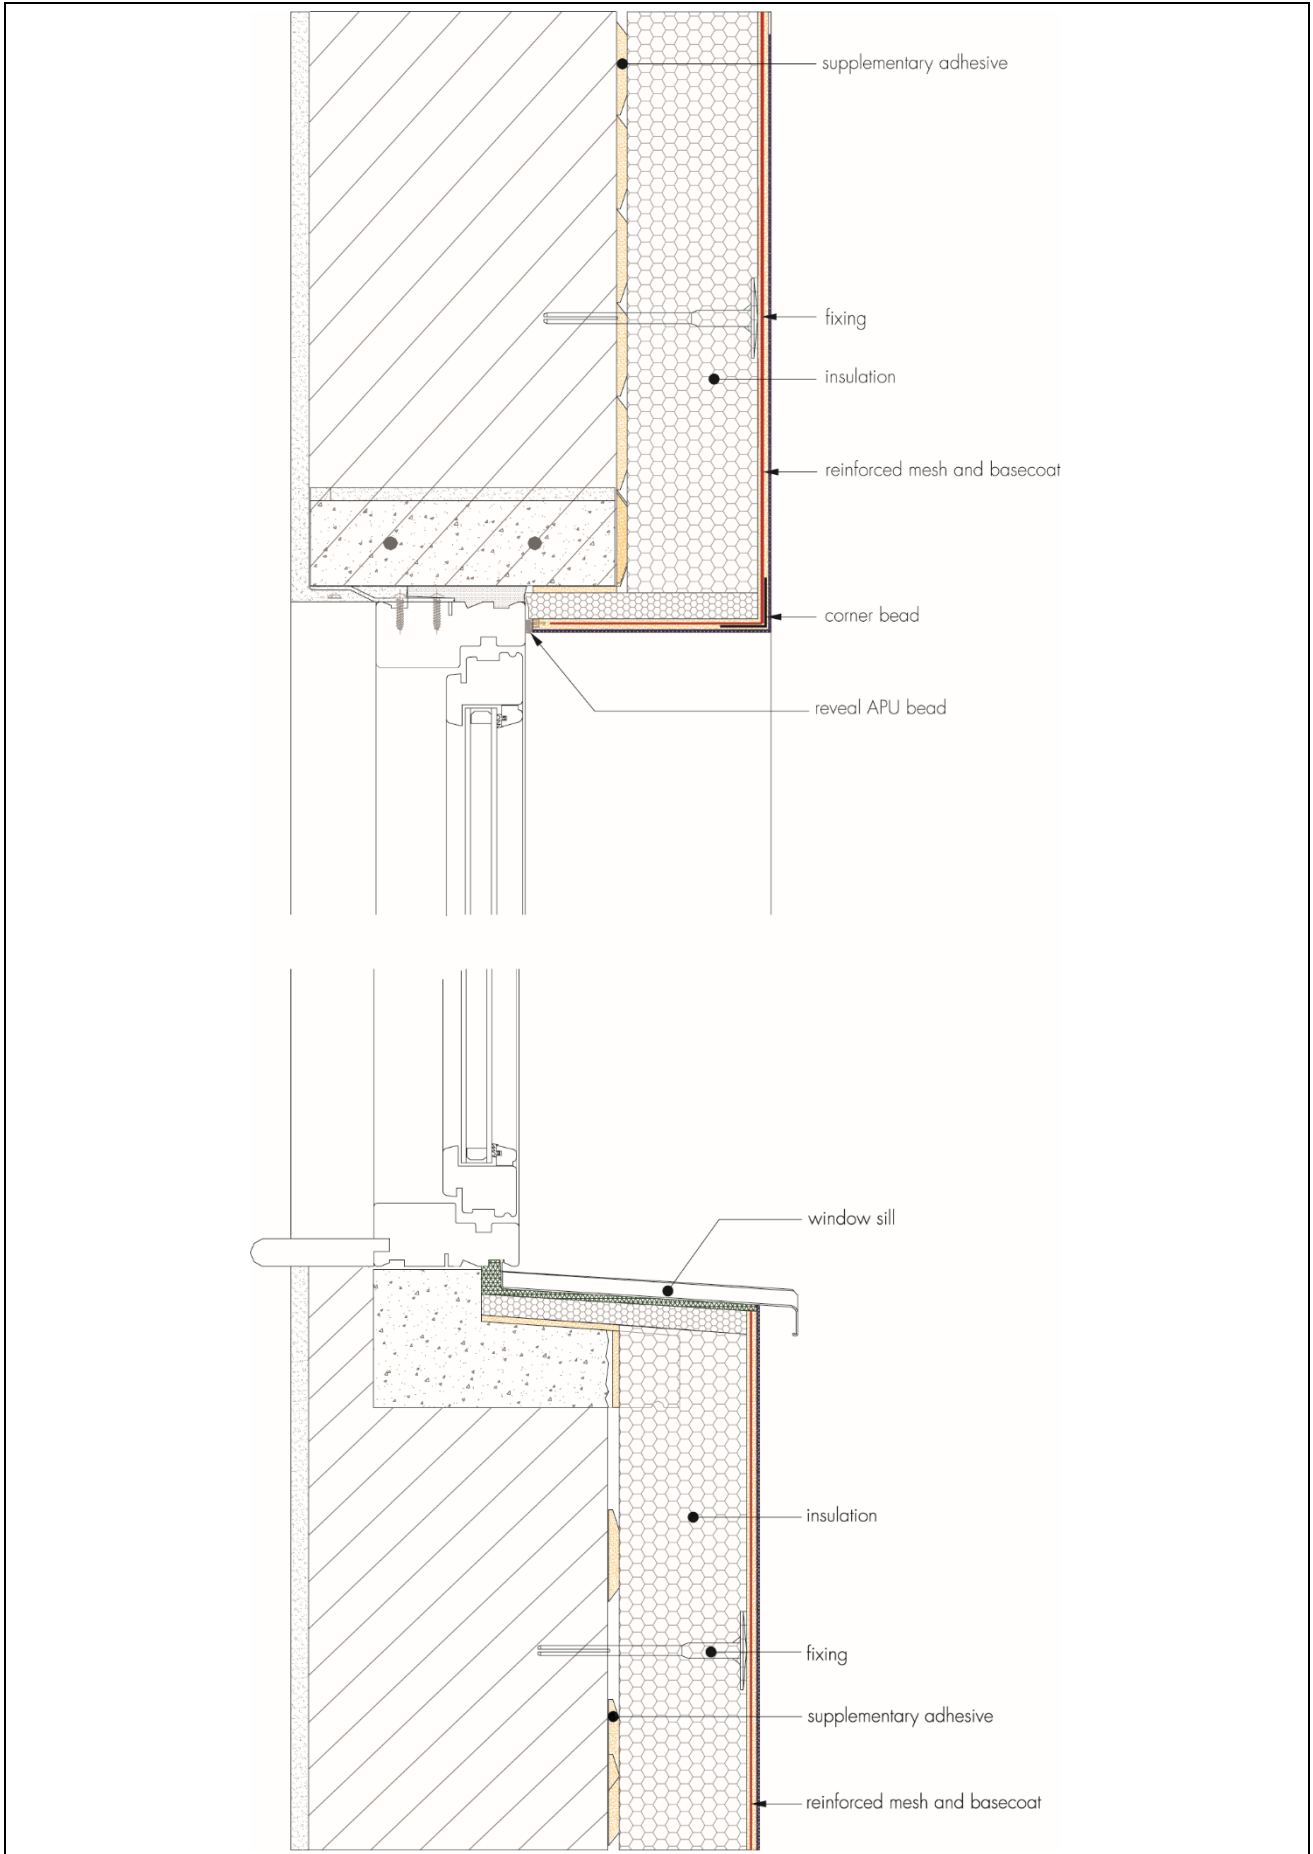 supplementary adhesive
fixing
insulation
reinforced mesh and basecoat
corner bead
reveal APU bead
window sill
insulation
fixing
supplementary adhesive
reinforced mesh and basecoat